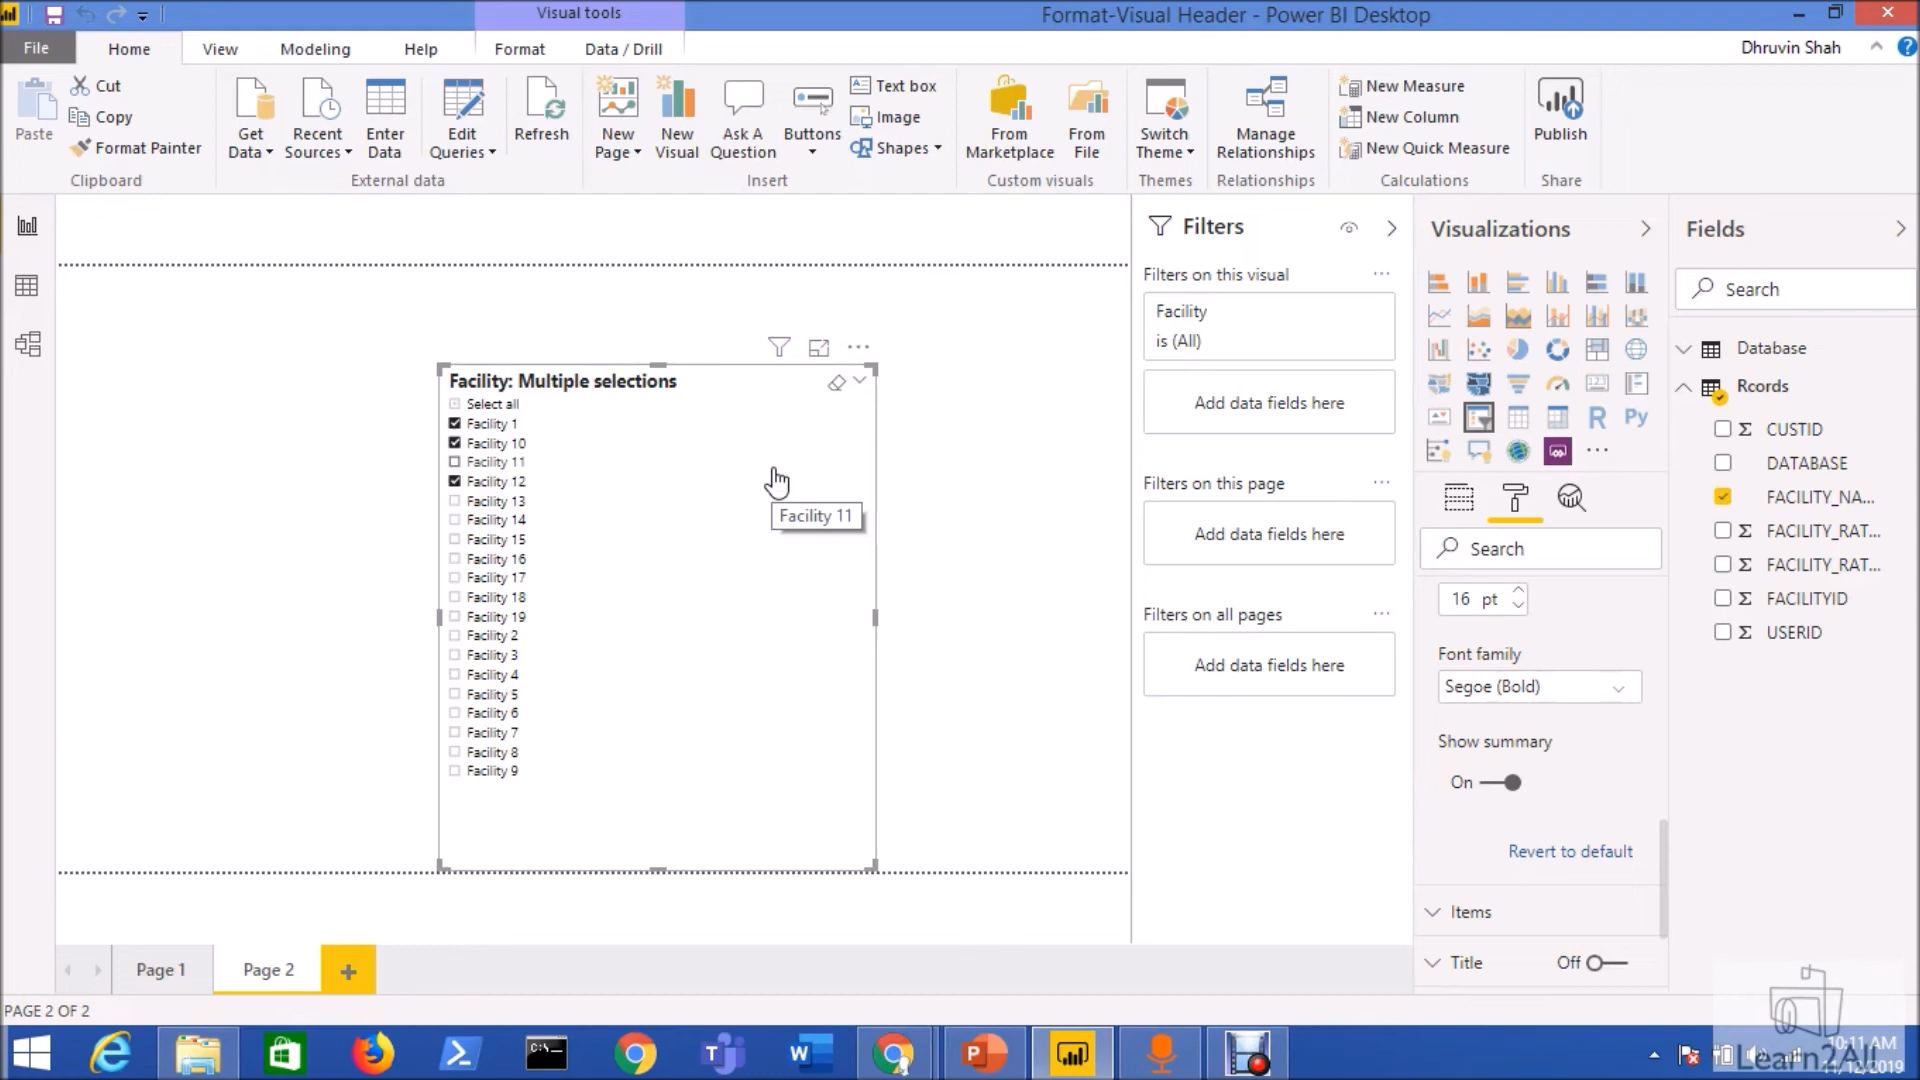 Visual tools
Format-Visual Header - Power BI Desktop
File
Home
View
Modeling
Help
Format
Data / Drill
Dhruvin Shah
Paste
Cut
Copy
Format Painter
Clipboard
Get Data
Recent Sources
Enter Data
Edit Queries
Refresh
External data
New Page
New Visual
Ask A Question
Buttons
Text box
Image
Shapes
Insert
From Marketplace
From File
Custom visuals
Switch Theme
Themes
Manage Relationships
Relationships
New Measure
New Column
New Quick Measure
Calculations
Publish
Share
Facility: Multiple selections
Select all
Facility 1
Facility 10
Facility 11
Facility 12
Facility 13
Facility 14
Facility 15
Facility 16
Facility 17
Facility 18
Facility 19
Facility 2
Facility 3
Facility 4
Facility 5
Facility 6
Facility 7
Facility 8
Facility 9
Facility 11
Filters
Filters on this visual
Facility
is (All)
Add data fields here
Filters on this page
Add data fields here
Filters on all pages
Add data fields here
Visualizations
R
Py
123
Search
16 pt
Font family
Segoe (Bold)
Show summary
On
Revert to default
Items
Title Off
Fields
Search
Database
Rcords
CUSTID
DATABASE
FACILITY_NA...
FACILITY_RAT...
FACILITY_RAT...
FACILITYID
USERID
Page 1
Page 2
PAGE 2 OF 2
10:11 AM
11/12/2019
Learn2All